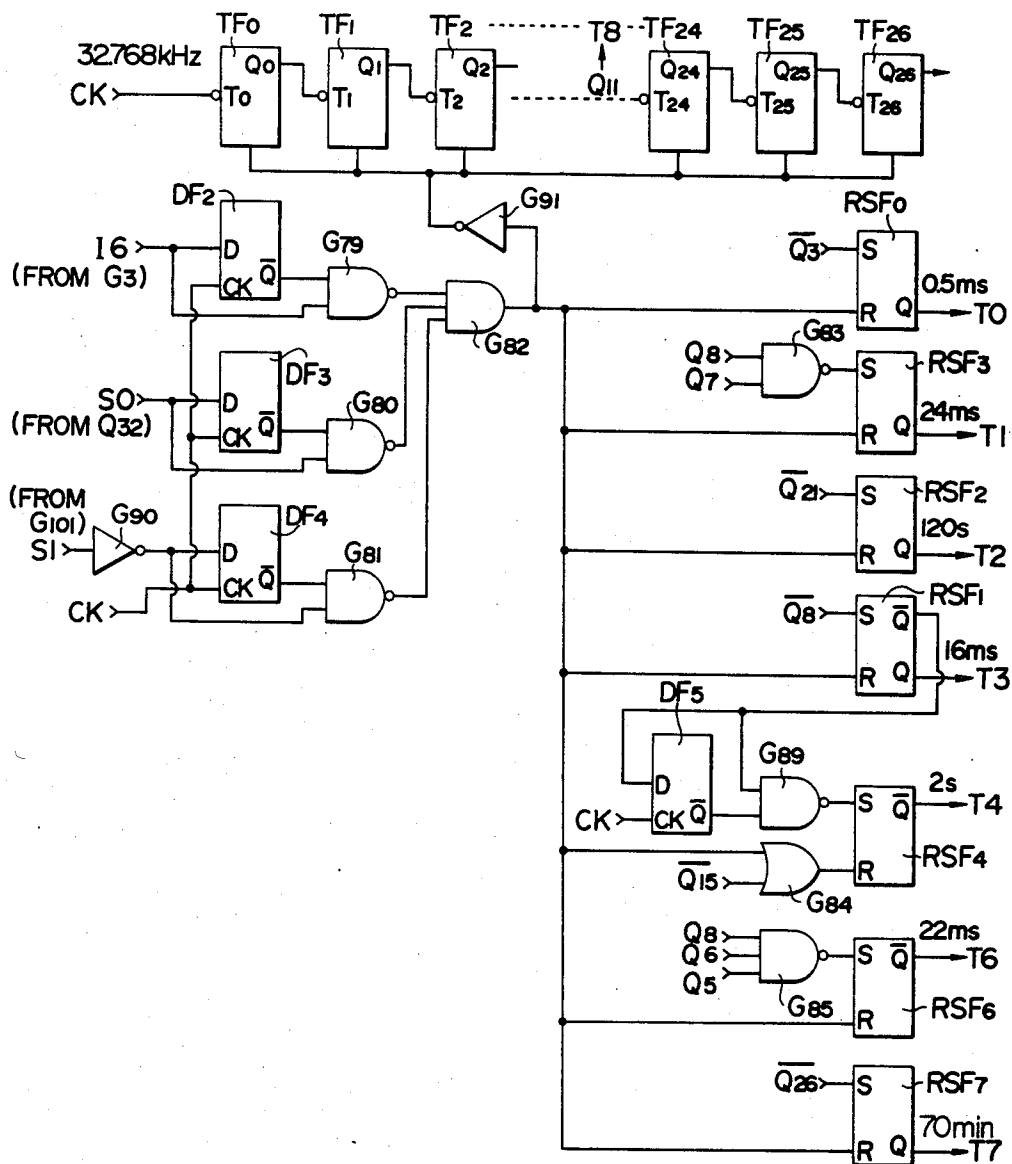 TF0 TF1 TF2 T8 TF24 TF25 TF26
32.768kHz
Q0 Q1 Q2 Q11 Q24 Q25 Q26
CK T0 T1 T2 T24 T25 T26
G91
DF2 RSF0
I6 D Q̅ G79 Q̅3 S
(FROM G3) CK 0.5ms
G82 R Q T0
G83
DF3 Q8 S RSF3
S0 D G80 Q7
(FROM Q32) CK Q̅ 24ms
R Q T1
(FROM
G101) G90 DF4 Q̅21 S RSF2
S1 D G81 120s
CK Q̅ R Q T2
CK
RSF1
Q̅8 S Q̅
16ms
R Q T3
DF5
G89
D 2s
CK CK Q̅ S Q̅ T4
Q̅15 R RSF4
G84
Q8 22ms
Q6 S Q̅ T6
Q5
G85 R RSF6
Q̅26 S RSF7
70min
R Q T7